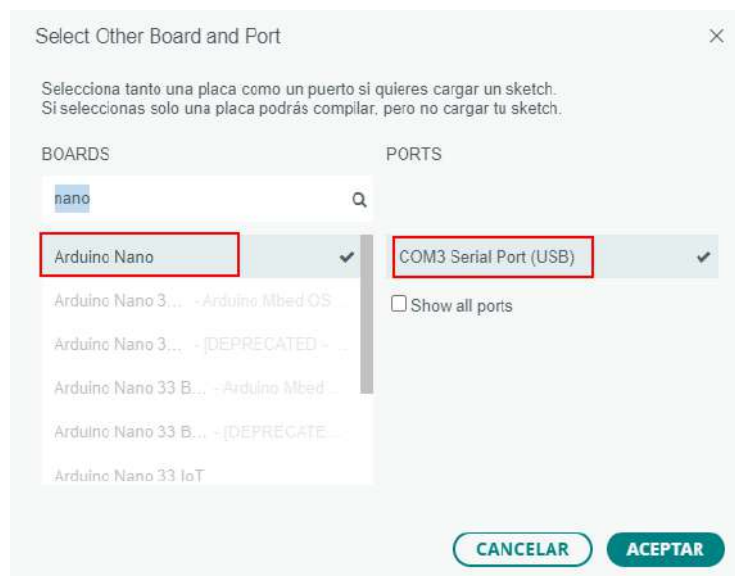 Select Other Board and Port
Selecciona tanto una placa como un puerto si quieres cargar un sketch.
Si seleccionas solo una placa podrás compilar, pero no cargar tu sketch.
BOARDS
PORTS
nano
Arduino Nano
COM3 Serial Port (USB)
Arduino Nano 3... - Arduino Mbed OS ...
Show all ports
Arduino Nano 3... - [DEPRECATED - ...
Arduino Nano 33 B... - Arduino Mbed ...
Arduino Nano 33 B... - [DEPRECATE...
Arduino Nano 33 IoT
CANCELAR
ACEPTAR